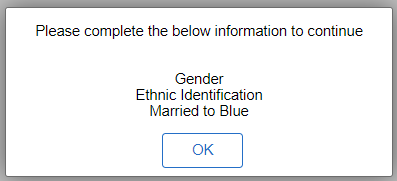 Please complete the below information to continue
Gender
Ethnic Identification
Married to Blue
OK